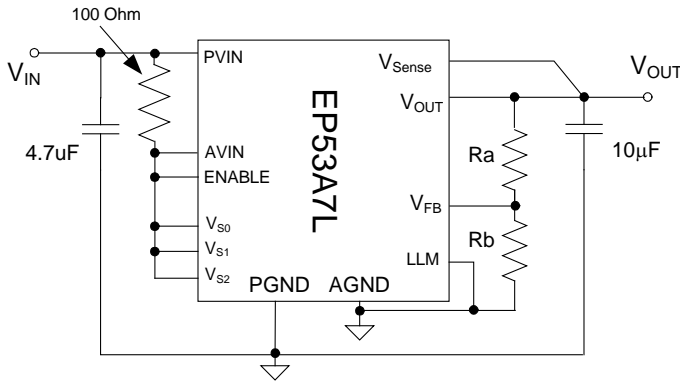 100 Ohm
VIN
4.7uF
PVIN
AVIN
ENABLE
VS0
VS1
VS2
EP53A7L
PGND
AGND
VSense
VOUT
VFB
LLM
Ra
Rb
VOUT
10μF